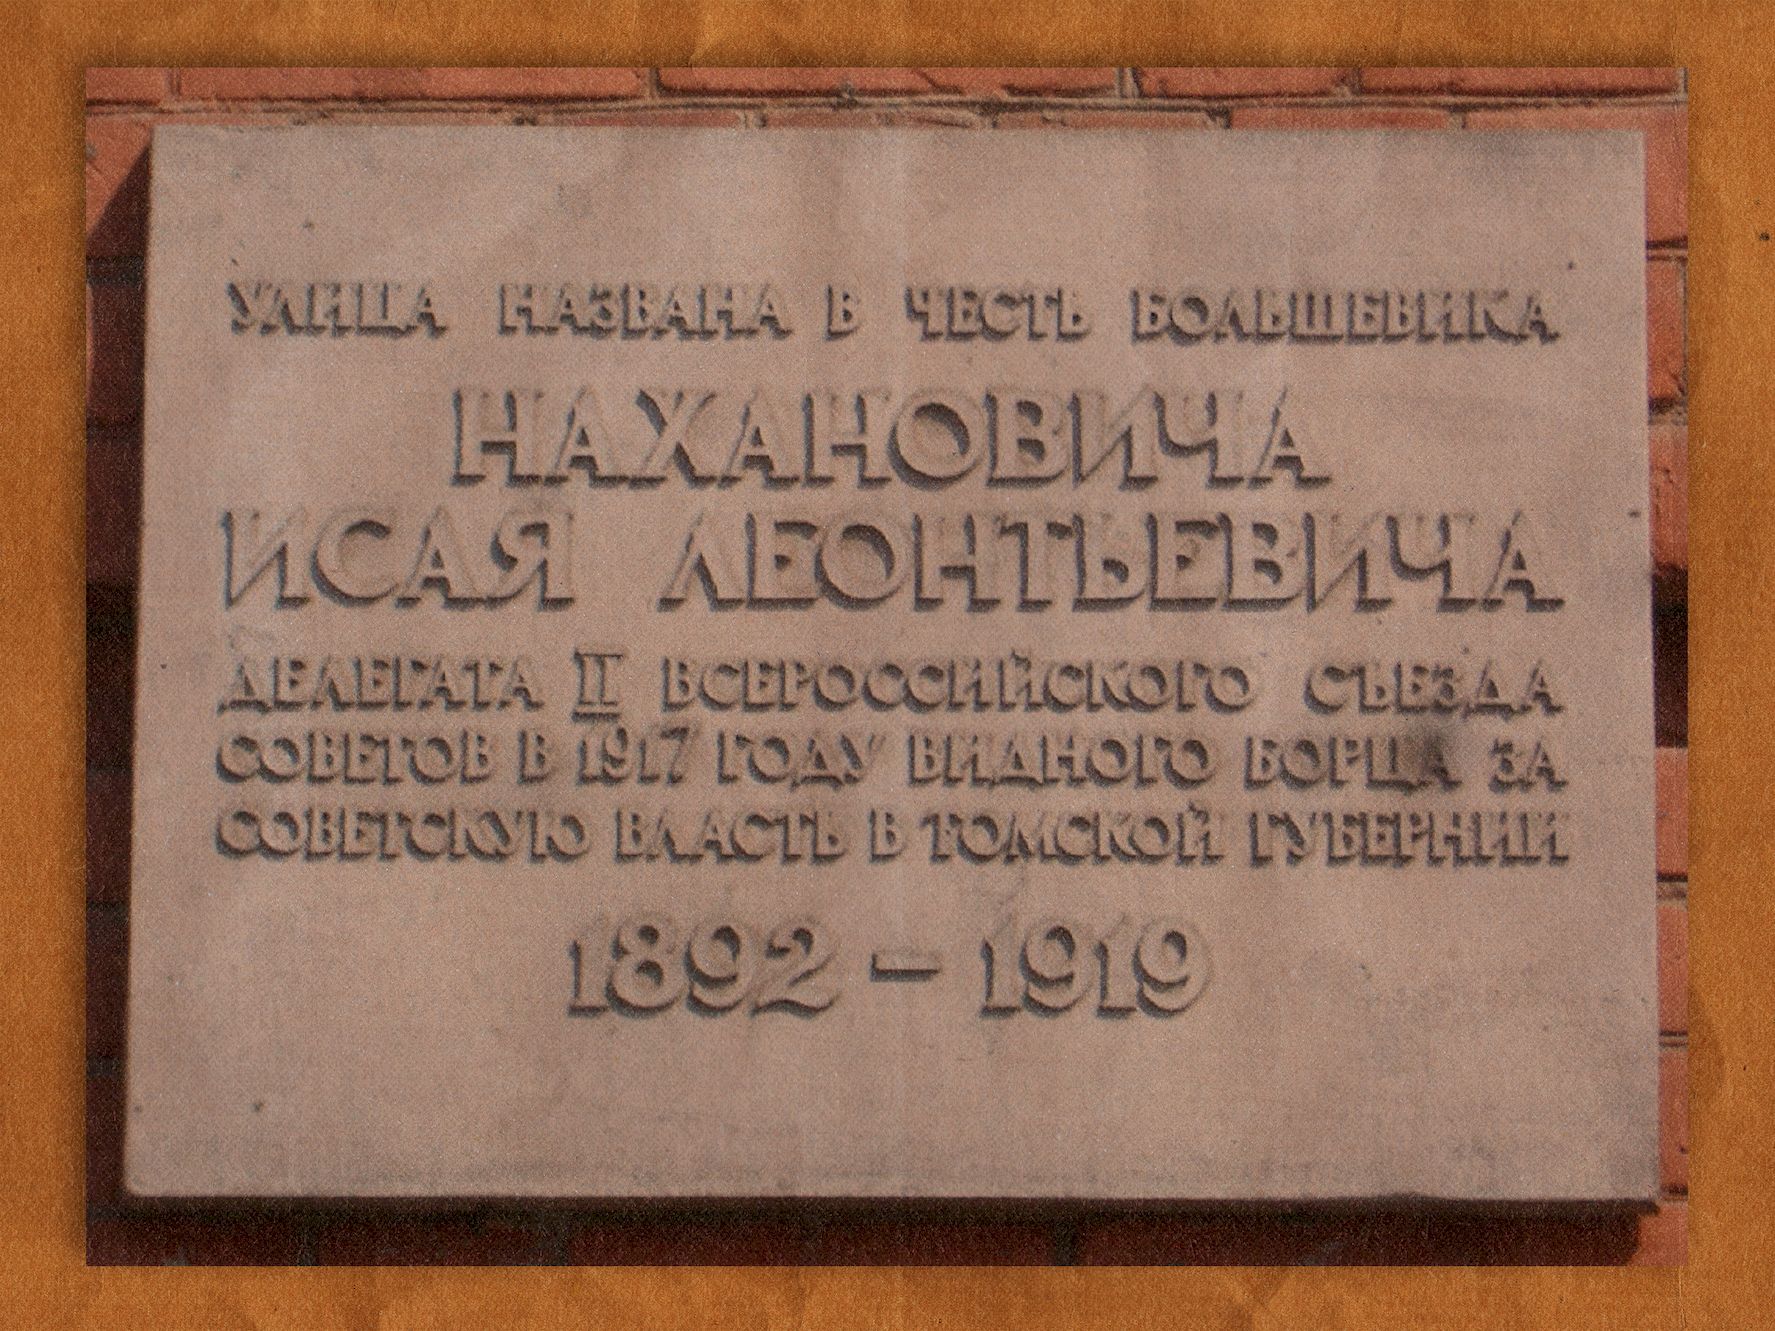 УЛИЦА НАЗВАНА В ЧЕСТЬ БОЛЬШЕВИКА
НАХАНОВИЧА
ИСАЯ ЛЕОНТЬЕВИЧА
ДЕЛЕГАТА II ВСЕРОССИЙСКОГО СЪЕЗДА
СОВЕТОВ В 1917 ГОДУ ВИДНОГО БОРЦА ЗА
СОВЕТСКУЮ ВЛАСТЬ В ТОМСКОЙ ГУБЕРНИИ
1892 – 1919